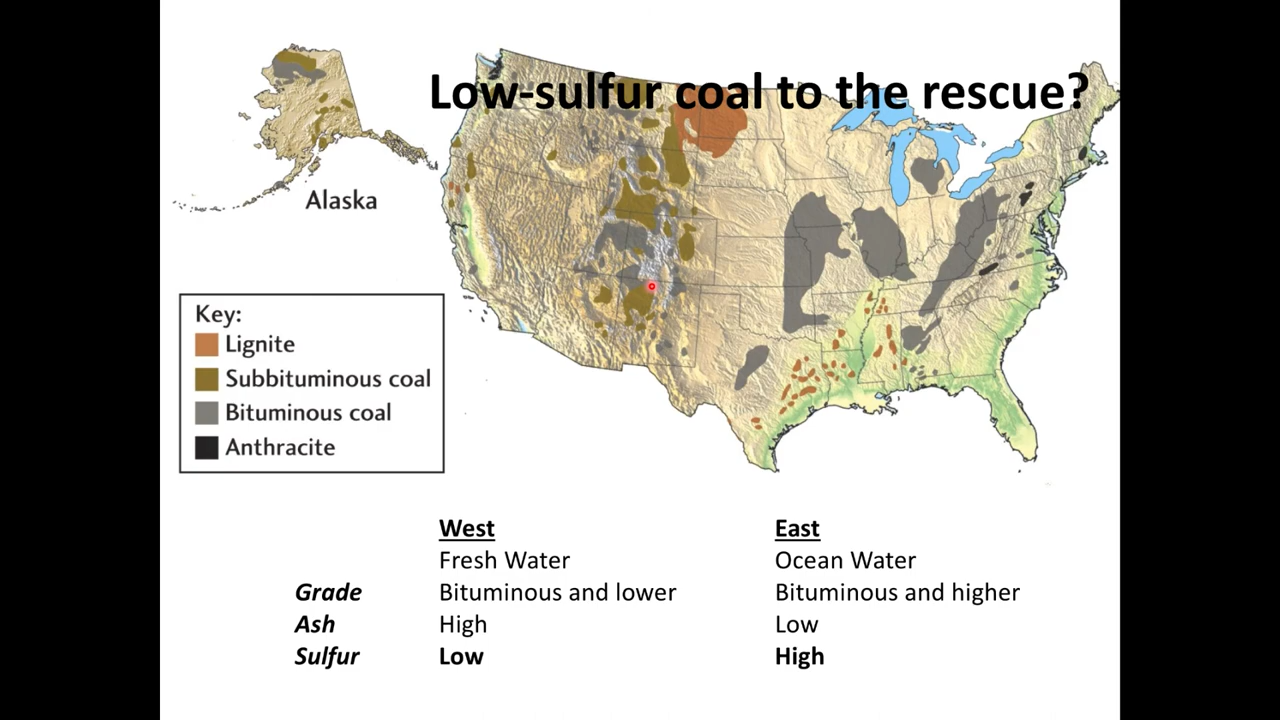 Low-sulfur coal to the rescue?
Alaska
Key:
Lignite
Subbituminous coal
Bituminous coal
Anthracite
West East
Fresh Water Ocean Water
Grade Bituminous and lower Bituminous and higher
Ash High Low
Sulfur Low High